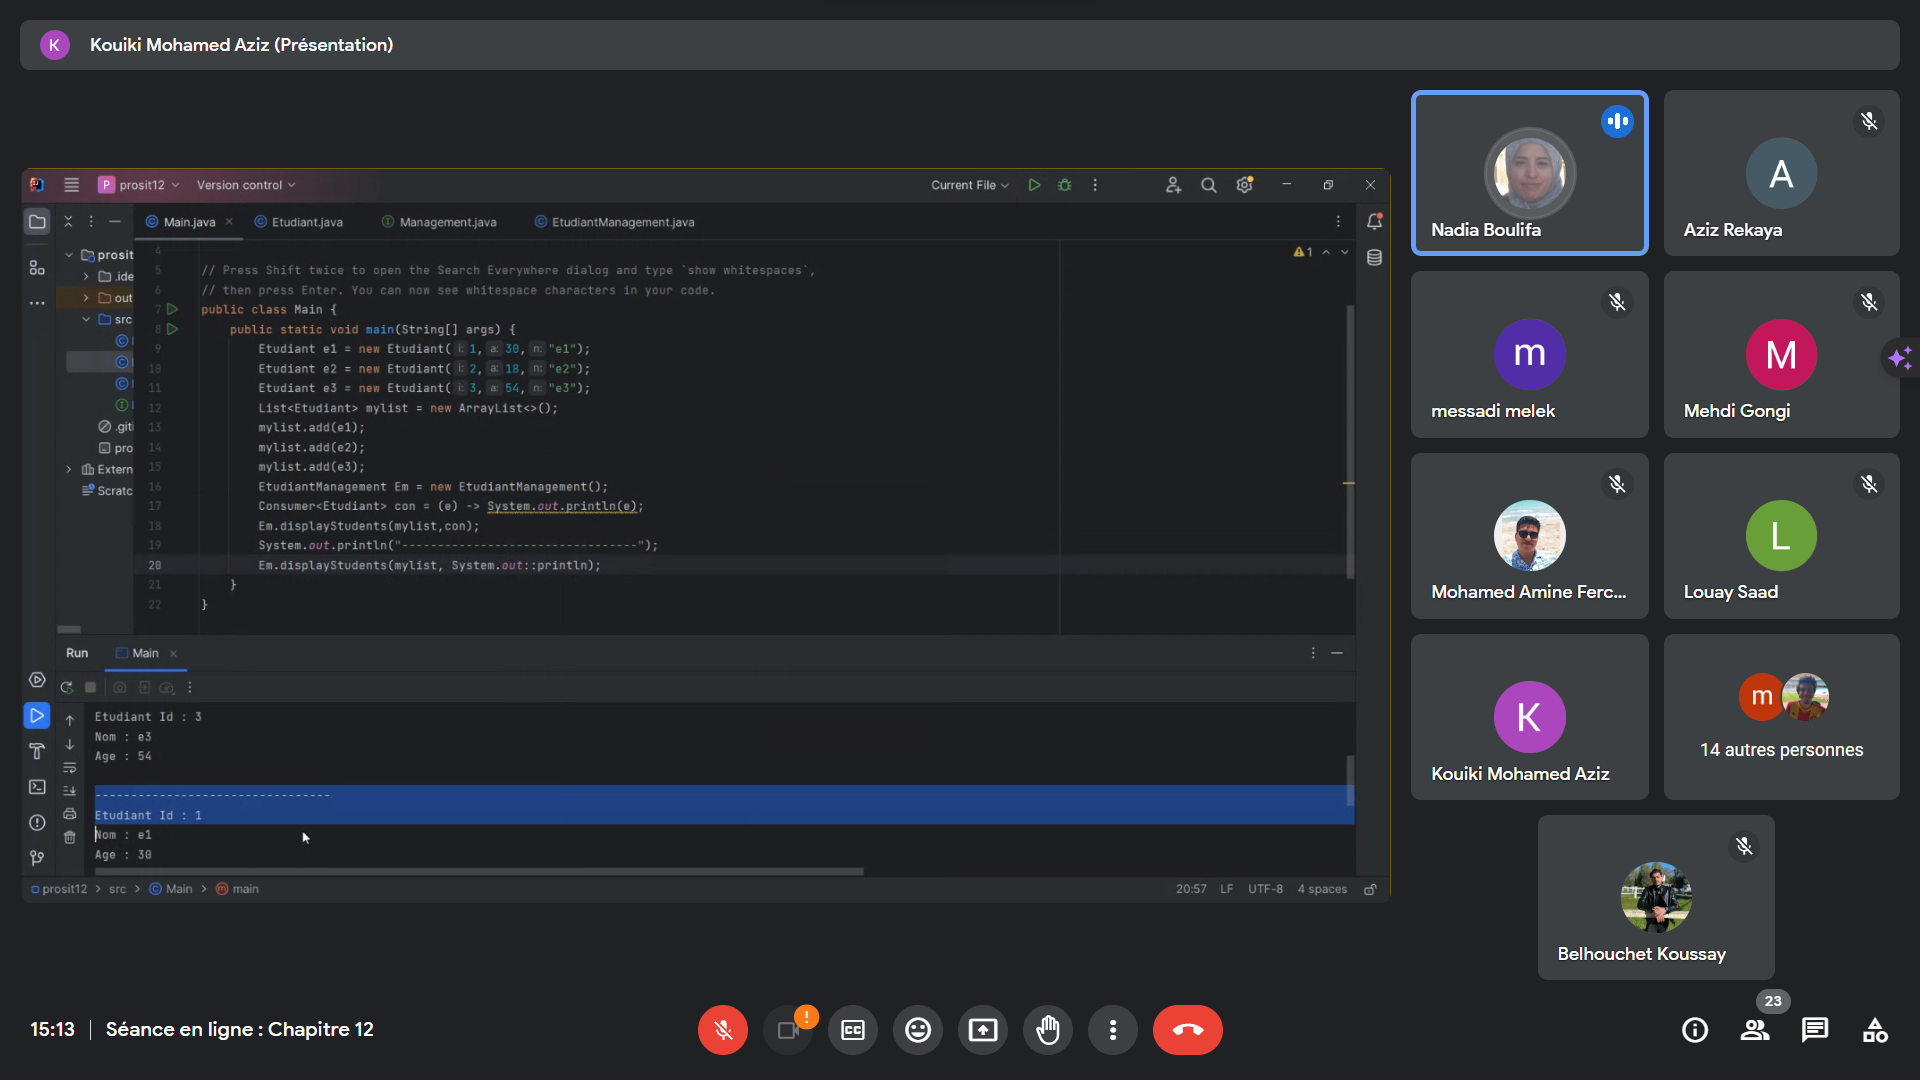 K Kouiki Mohamed Aziz (Présentation)
P prosit12 Version control
Current File
Main.java Etudiant.java Management.java EtudiantManagement.java
prosit
.ide
out
src
.giti
pro
Extern
Scratc
1
4
5 // Press Shift twice to open the Search Everywhere dialog and type `show whitespaces`,
6 // then press Enter. You can now see whitespace characters in your code.
7 public class Main {
8 public static void main(String[] args) {
9 Etudiant e1 = new Etudiant( i: 1, a: 30, n: "e1");
10 Etudiant e2 = new Etudiant( i: 2, a: 18, n: "e2");
11 Etudiant e3 = new Etudiant( i: 3, a: 54, n: "e3");
12 List<Etudiant> mylist = new ArrayList<>();
13 mylist.add(e1);
14 mylist.add(e2);
15 mylist.add(e3);
16 EtudiantManagement Em = new EtudiantManagement();
17 Consumer<Etudiant> con = (e) -> System.out.println(e);
18 Em.displayStudents(mylist,con);
19 System.out.println("---------------------------------");
20 Em.displayStudents(mylist, System.out::println);
21 }
22 }
Run Main
Etudiant Id : 3
Nom : e3
Age : 54
---------------------------------
Etudiant Id : 1
Nom : e1
Age : 30
prosit12 > src > Main > main
20:57 LF UTF-8 4 spaces
Nadia Boulifa
A
Aziz Rekaya
m
messadi melek
M
Mehdi Gongi
Mohamed Amine Ferc...
L
Louay Saad
K
Kouiki Mohamed Aziz
m
14 autres personnes
Belhouchet Koussay
15:13 | Séance en ligne : Chapitre 12
23